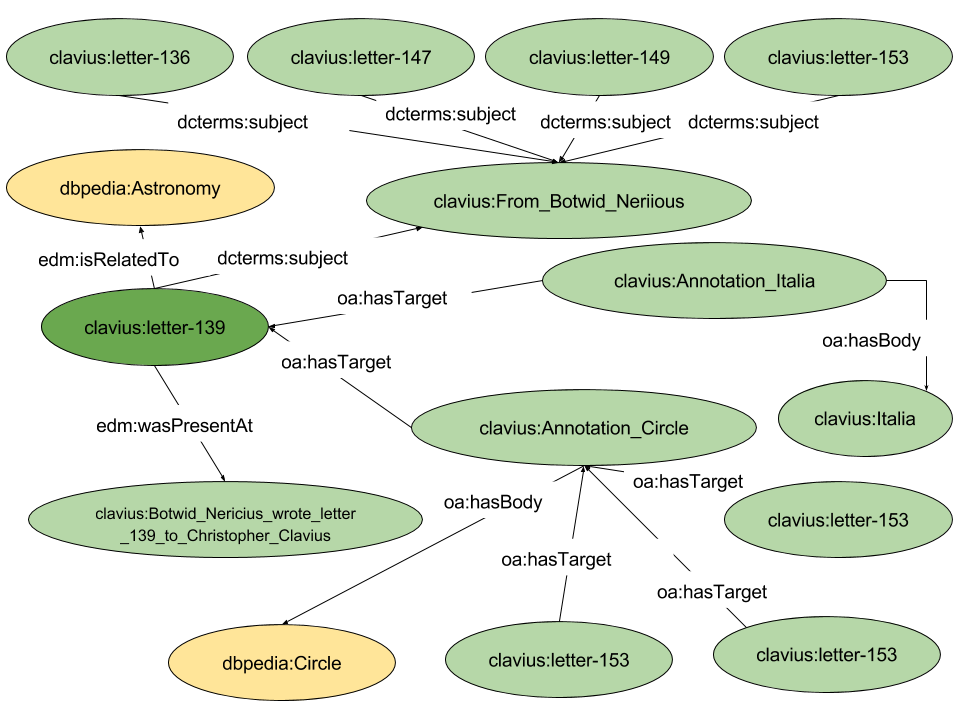 clavius:letter-136
clavius:letter-147
clavius:letter-149
clavius:letter-153
dcterms:subject
dcterms:subject
dcterms:subject
dcterms:subject
dbpedia:Astronomy
clavius:From_Botwid_Neriious
edm:isRelatedTo
dcterms:subject
clavius:Annotation_Italia
oa:hasTarget
clavius:letter-139
oa:hasBody
oa:hasTarget
clavius:Italia
edm:wasPresentAt
clavius:Annotation_Circle
oa:hasTarget
oa:hasBody
clavius:Botwid_Nericius_wrote_letter
_139_to_Christopher_Clavius
clavius:letter-153
oa:hasTarget
oa:hasTarget
dbpedia:Circle
clavius:letter-153
clavius:letter-153